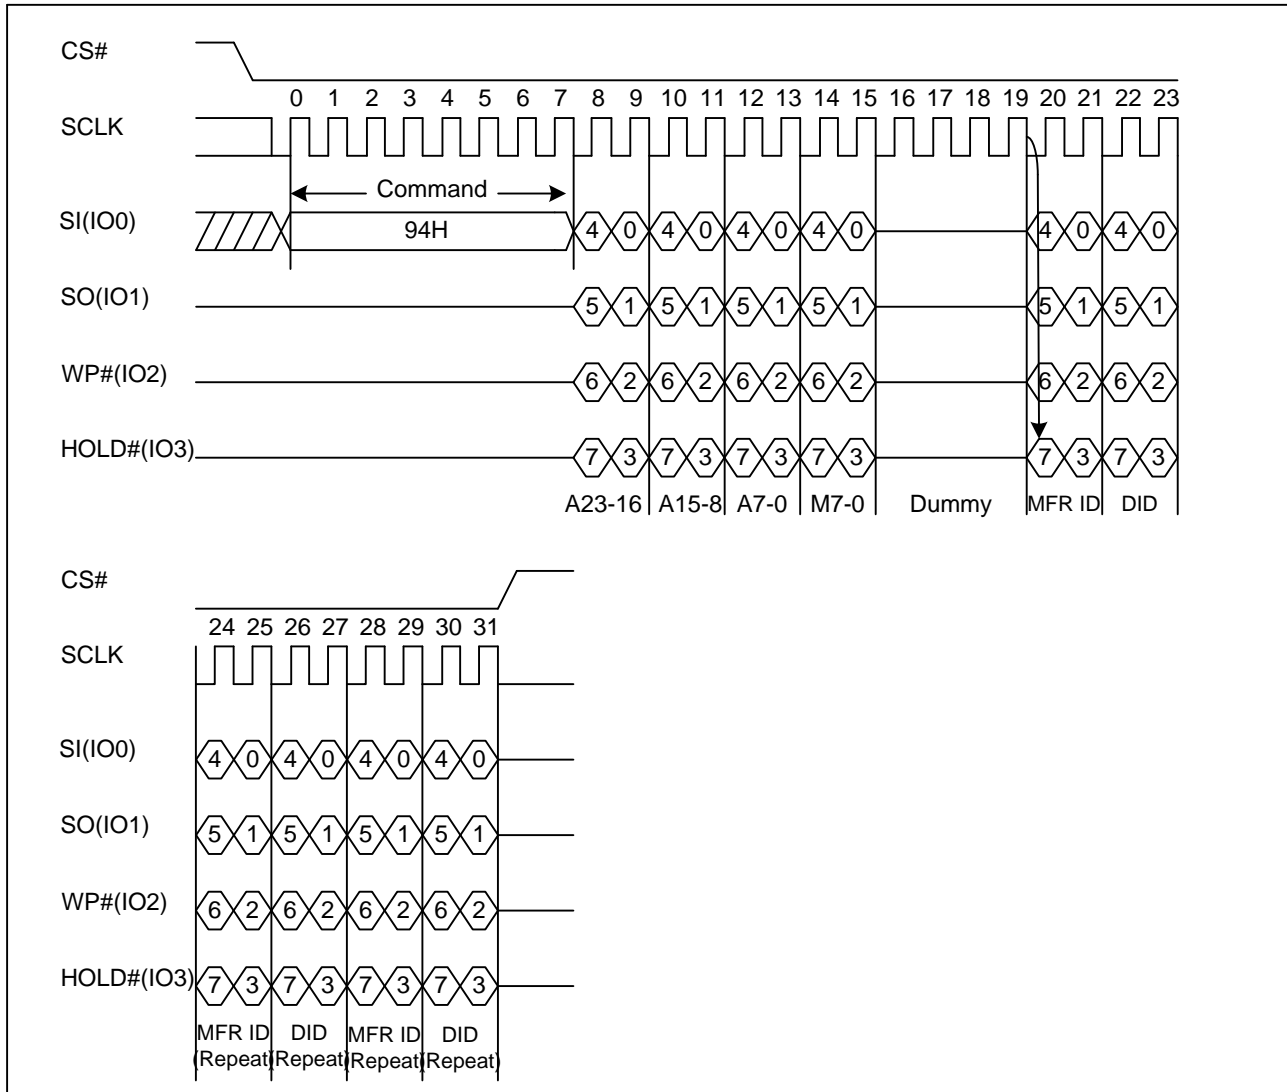 CS#
0 1 2 3 4 5 6 7 8 9 10 11 12 13 14 15 16 17 18 19 20 21 22 23
SCLK
Command
SI(IO0) 94H 4 0 4 0 4 0 4 0 4 0 4 0
SO(IO1) 5 1 5 1 5 1 5 1 5 1 5 1
WP#(IO2) 6 2 6 2 6 2 6 2 6 2 6 2
HOLD#(IO3) 7 3 7 3 7 3 7 3 7 3 7 3
A23-16 A15-8 A7-0 M7-0 Dummy MFR ID DID
CS#
24 25 26 27 28 29 30 31
SCLK
SI(IO0) 4 0 4 0 4 0 4 0
SO(IO1) 5 1 5 1 5 1 5 1
WP#(IO2) 6 2 6 2 6 2 6 2
HOLD#(IO3) 7 3 7 3 7 3 7 3
MFR ID DID MFR ID DID
(Repeat) (Repeat) (Repeat) (Repeat)